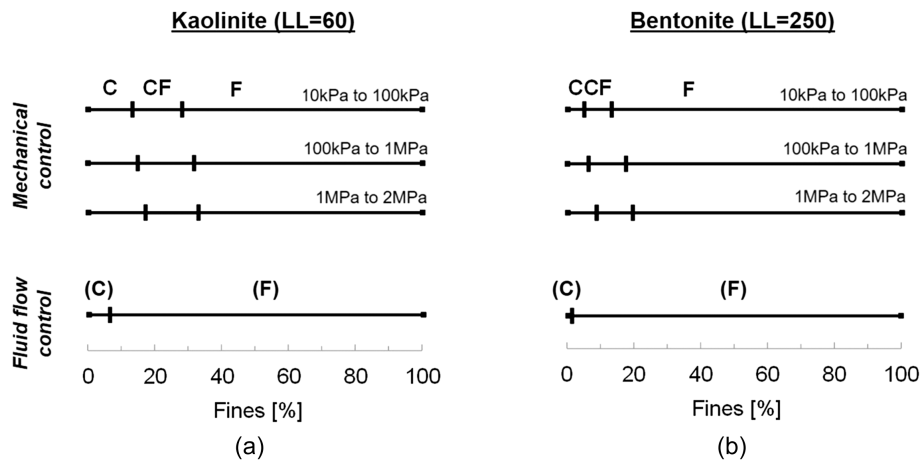 Kaolinite (LL=60)
C CF F
10kPa to 100kPa
100kPa to 1MPa
1MPa to 2MPa
Mechanical
control
(C) (F)
Fluid flow
control
0 20 40 60 80 100
Fines [%]
(a)
Bentonite (LL=250)
C CF F
10kPa to 100kPa
100kPa to 1MPa
1MPa to 2MPa
(C) (F)
0 20 40 60 80 100
Fines [%]
(b)